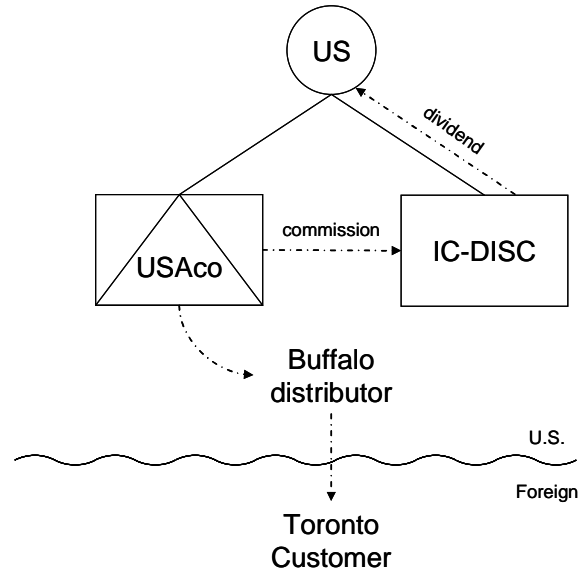 US
dividend
commission
USAco
IC-DISC
Buffalo
distributor
U.S.
Foreign
Toronto
Customer